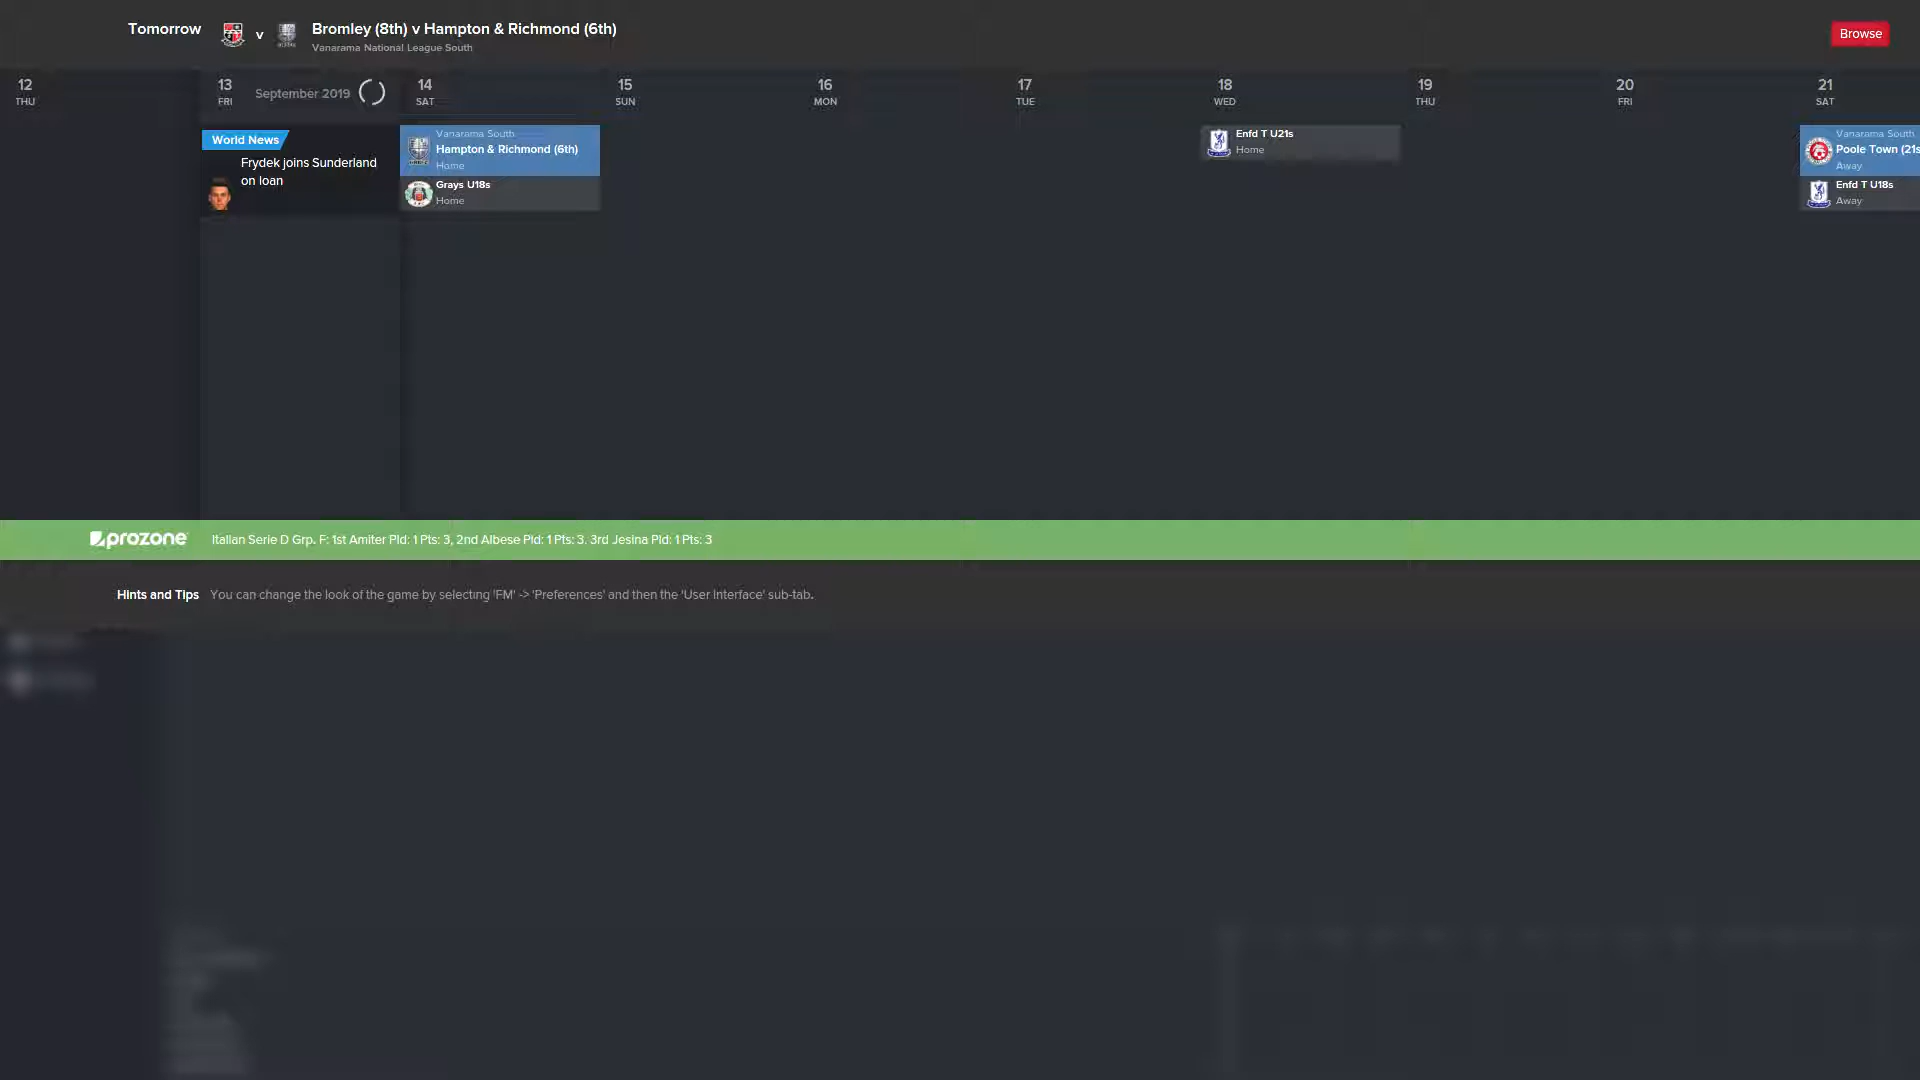 Tomorrow
v
Bromley (8th) v Hampton & Richmond (6th)
Vanarama National League South
Browse
12
THU
13
FRI
September 2019
14
SAT
15
SUN
16
MON
17
TUE
18
WED
19
THU
20
FRI
21
SAT
World News
Frydek joins Sunderland
on loan
Vanarama South
Hampton & Richmond (6th)
Home
Grays U18s
Home
Enfd T U21s
Home
Vanarama South
Poole Town (21s
Away
Enfd T U18s
Away
prozone
Italian Serie D Grp. F: 1st Amiter Pld: 1 Pts: 3, 2nd Albese Pld: 1 Pts: 3. 3rd Jesina Pld: 1 Pts: 3
Hints and Tips You can change the look of the game by selecting 'FM' -> 'Preferences' and then the 'User Interface' sub-tab.